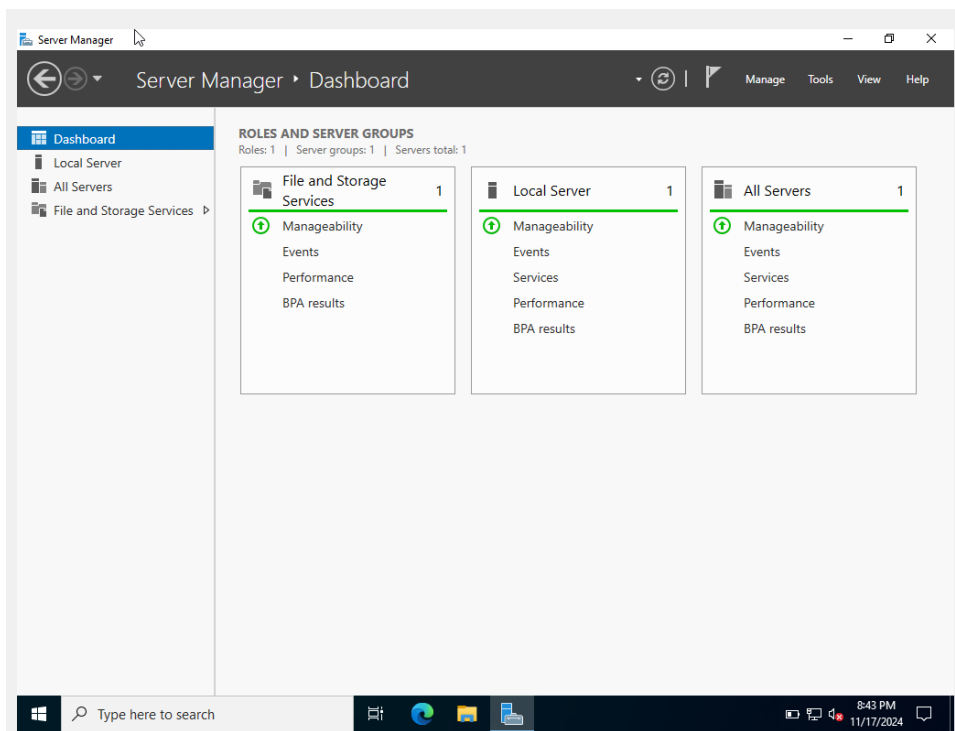 Server Manager
Server Manager ‣ Dashboard
Manage Tools View Help
Dashboard
Local Server
All Servers
File and Storage Services
ROLES AND SERVER GROUPS
Roles: 1 | Server groups: 1 | Servers total: 1
File and Storage
Services 1
Manageability
Events
Performance
BPA results
Local Server 1
Manageability
Events
Services
Performance
BPA results
All Servers 1
Manageability
Events
Services
Performance
BPA results
Type here to search
8:43 PM
11/17/2024